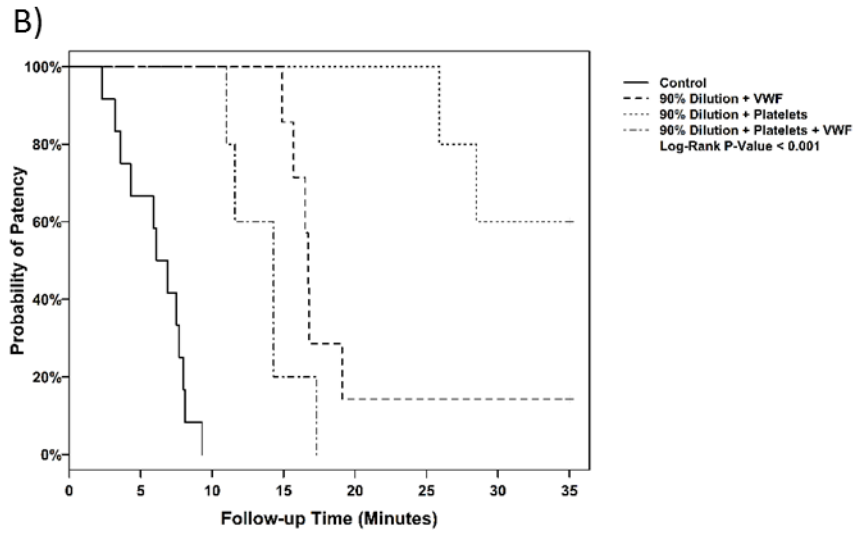 B)
100%
80%
60%
40%
20%
0%
Probability of Patency
0 5 10 15 20 25 30 35
Follow-up Time (Minutes)
Control
90% Dilution + VWF
90% Dilution + Platelets
90% Dilution + Platelets + VWF
Log-Rank P-Value < 0.001